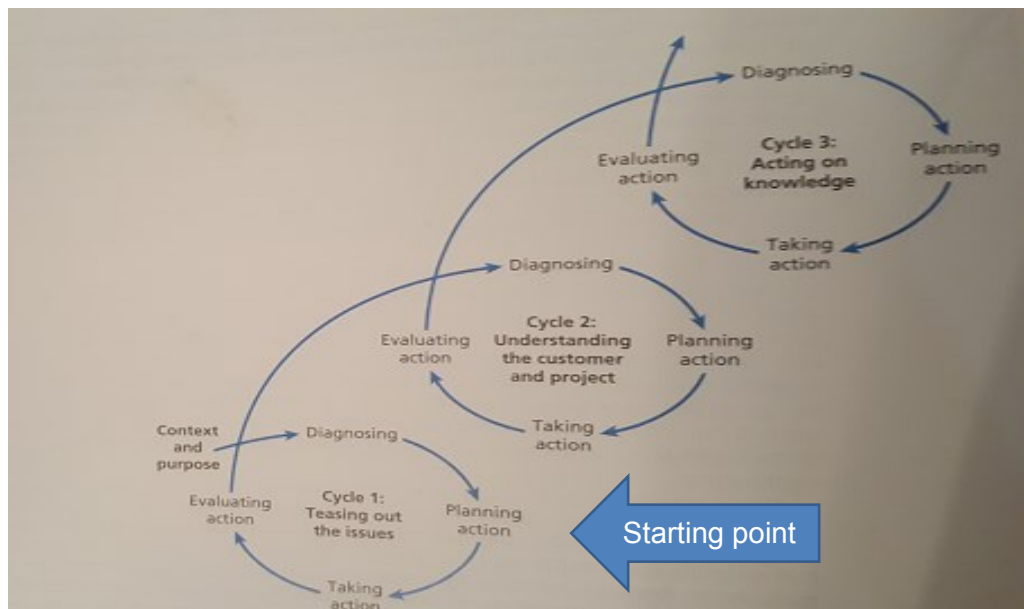 Diagnosing
Cycle 3:
Acting on
knowledge
Planning
action
Evaluating
action
Taking
action
Diagnosing
Cycle 2:
Understanding
the customer
and project
Planning
action
Evaluating
action
Taking
action
Context
and
purpose
Diagnosing
Cycle 1:
Teasing out
the issues
Planning
action
Evaluating
action
Taking
action
Starting point